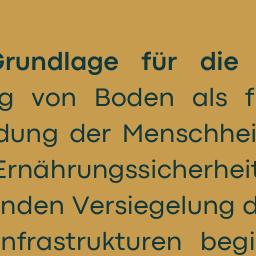 Grundlage für die
g von Boden als f
dung der Menschhei
Ernährungssicherheit
nden Versiegelung d
nfrastrukturen begi